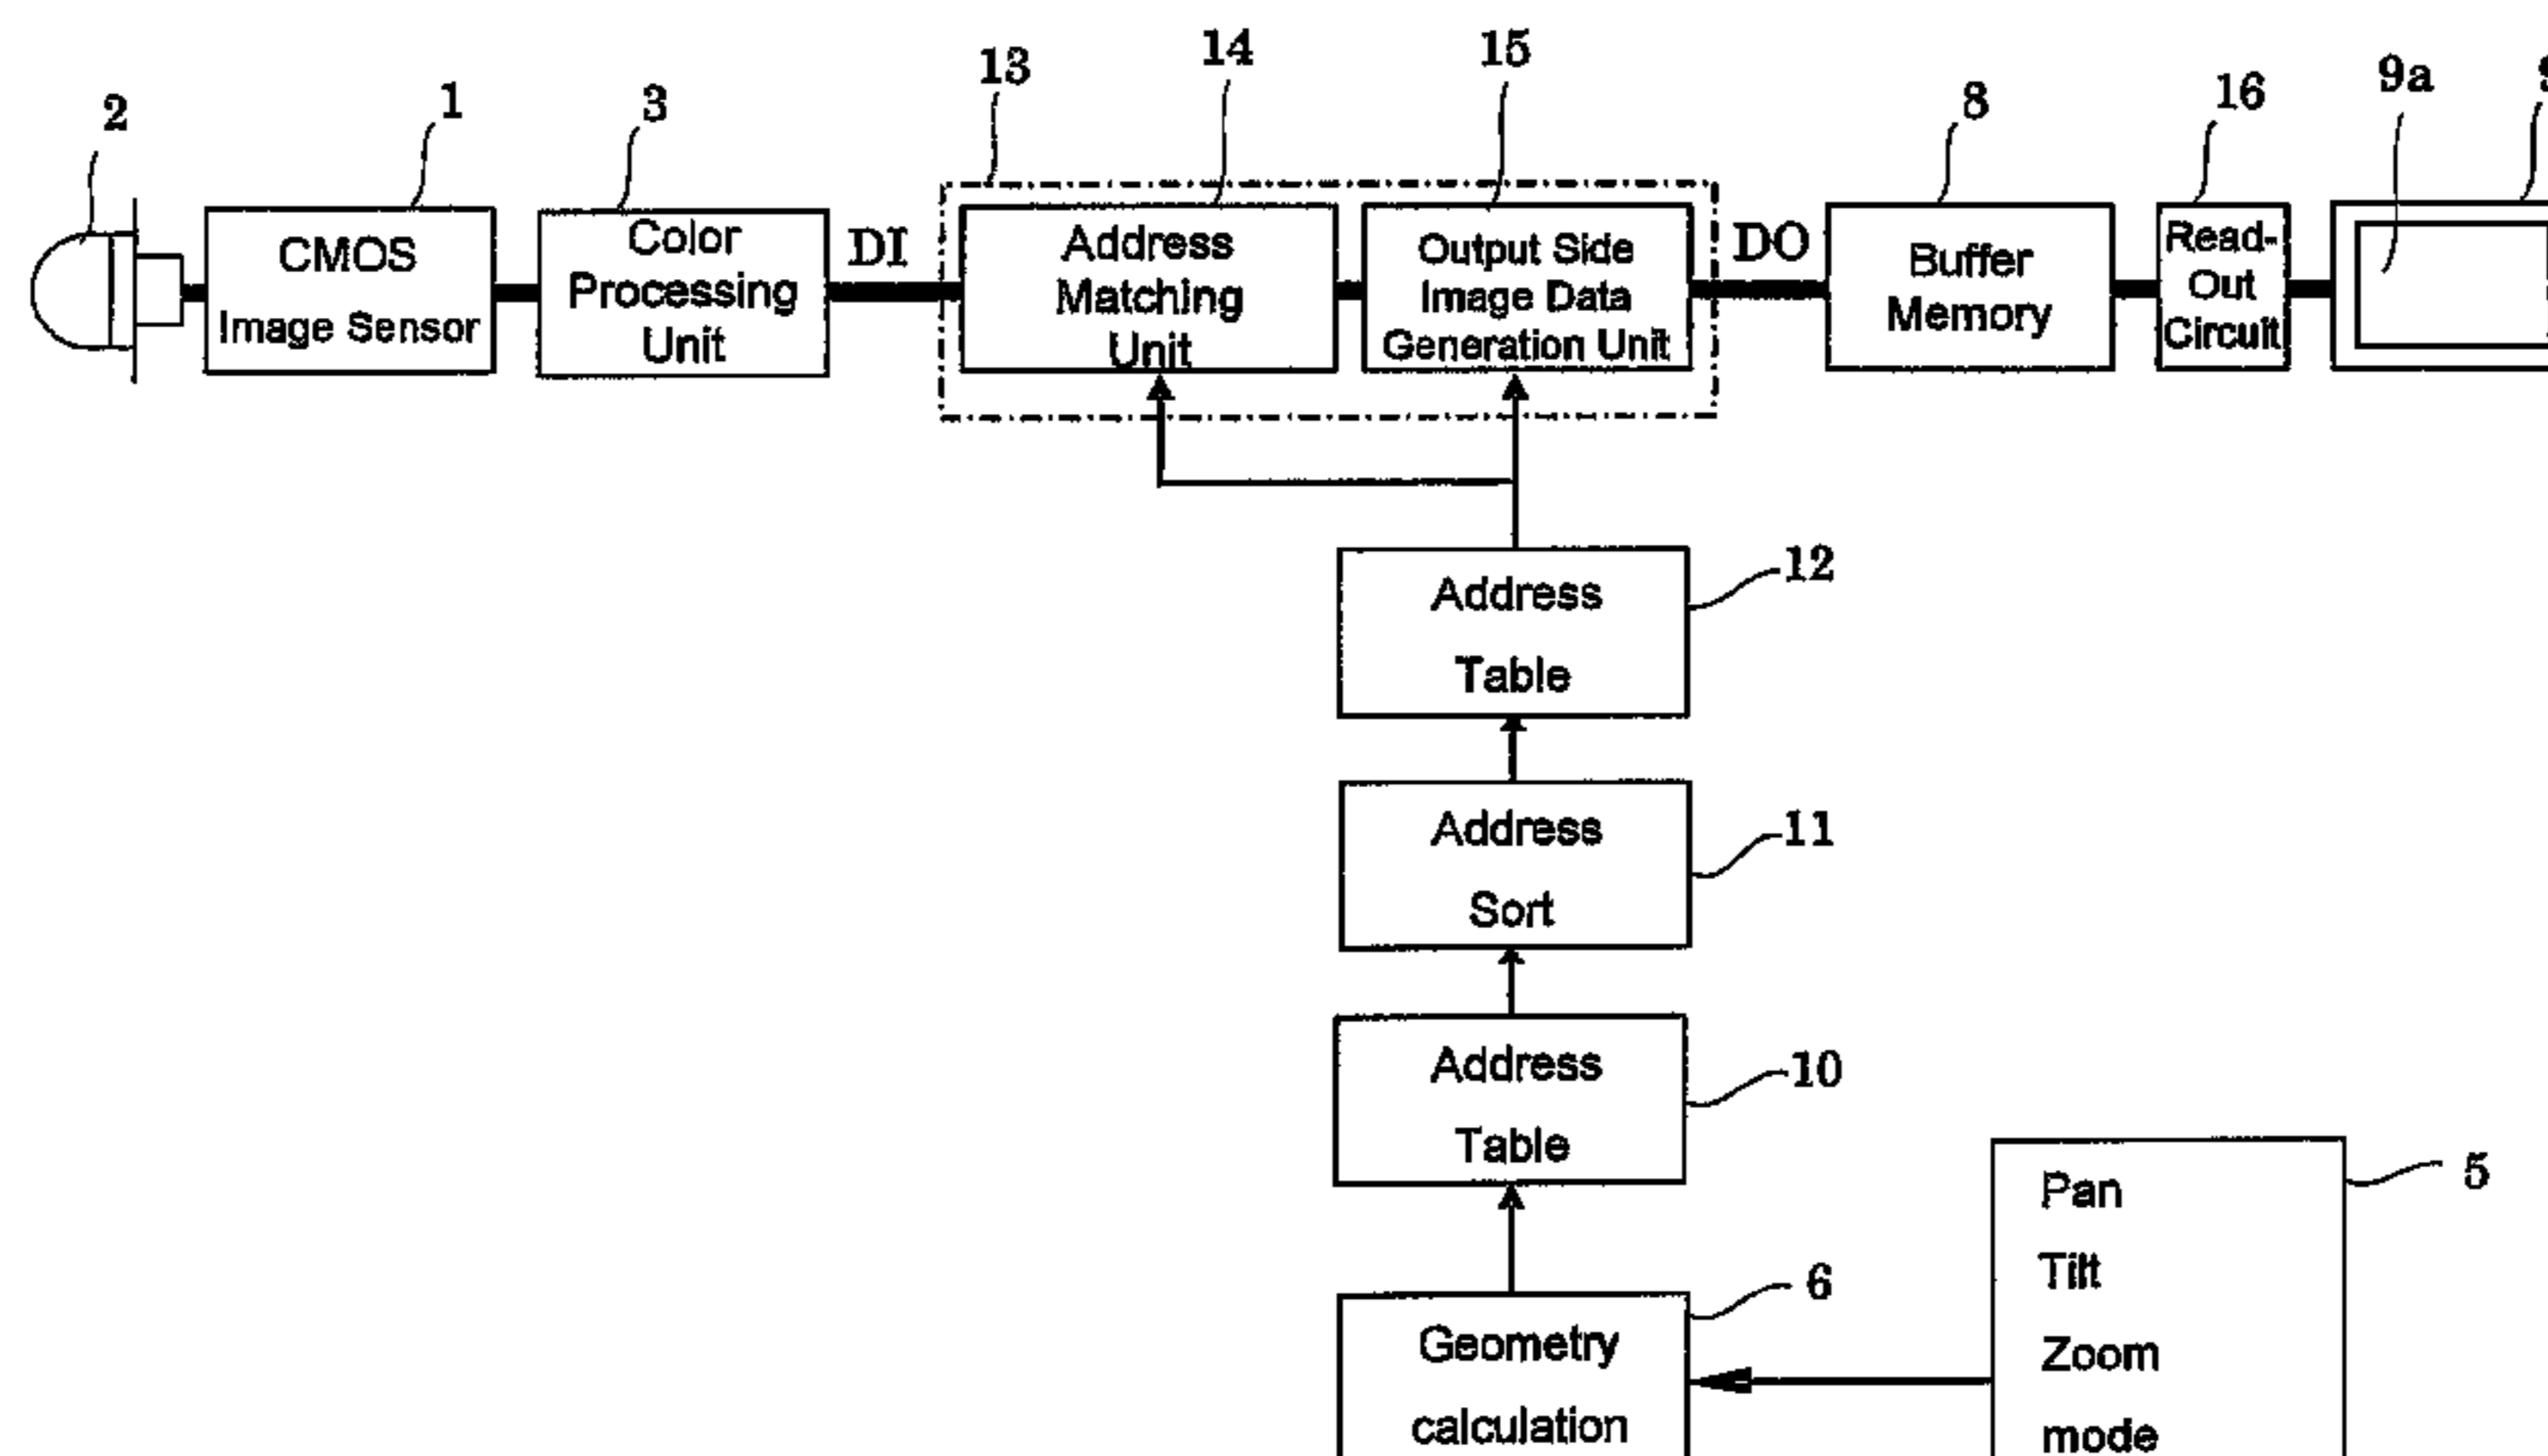 2
1
3
13
14
15
8
16
9a
9
CMOS
Image Sensor
Color
Processing
Unit
DI
Address
Matching
Unit
Output Side
Image Data
Generation Unit
DO
Buffer
Memory
Read-
Out
Circuit
Address
Table
12
Address
Sort
11
Address
Table
10
Geometry
calculation
6
Pan
Tilt
Zoom
mode
5